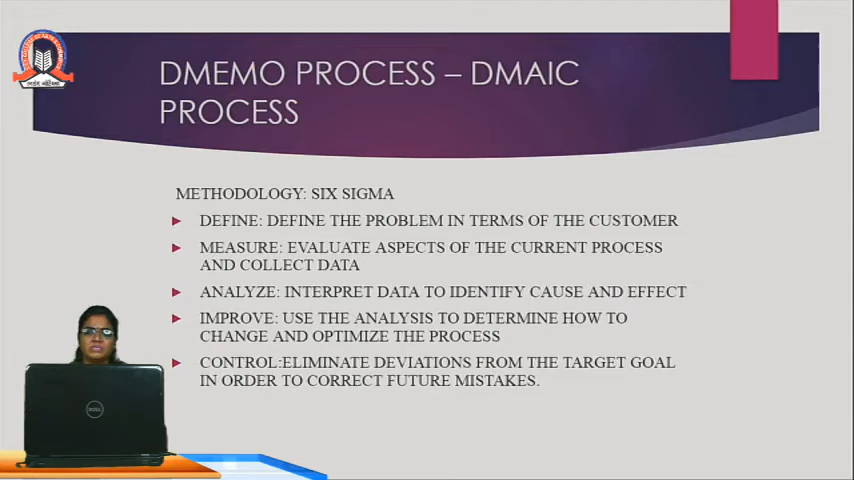 DMEMO PROCESS – DMAIC
PROCESS
METHODOLOGY: SIX SIGMA
DEFINE: DEFINE THE PROBLEM IN TERMS OF THE CUSTOMER
MEASURE: EVALUATE ASPECTS OF THE CURRENT PROCESS
AND COLLECT DATA
ANALYZE: INTERPRET DATA TO IDENTIFY CAUSE AND EFFECT
IMPROVE: USE THE ANALYSIS TO DETERMINE HOW TO
CHANGE AND OPTIMIZE THE PROCESS
CONTROL:ELIMINATE DEVIATIONS FROM THE TARGET GOAL
IN ORDER TO CORRECT FUTURE MISTAKES.
DELL